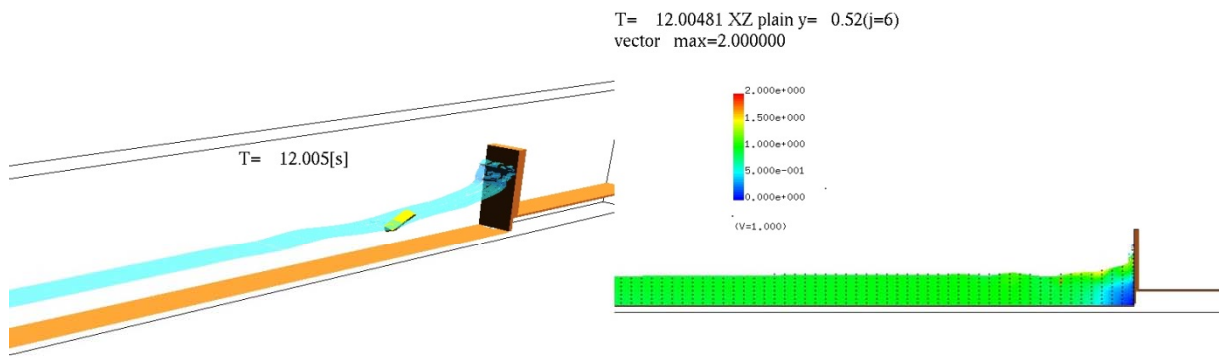 T= 12.005[s]
T= 12.00481 XZ plain y= 0.52(j=6)
vector max=2.000000
2.000e+000
1.500e+000
1.000e+000
5.000e-001
0.000e+000
(V=1.000)